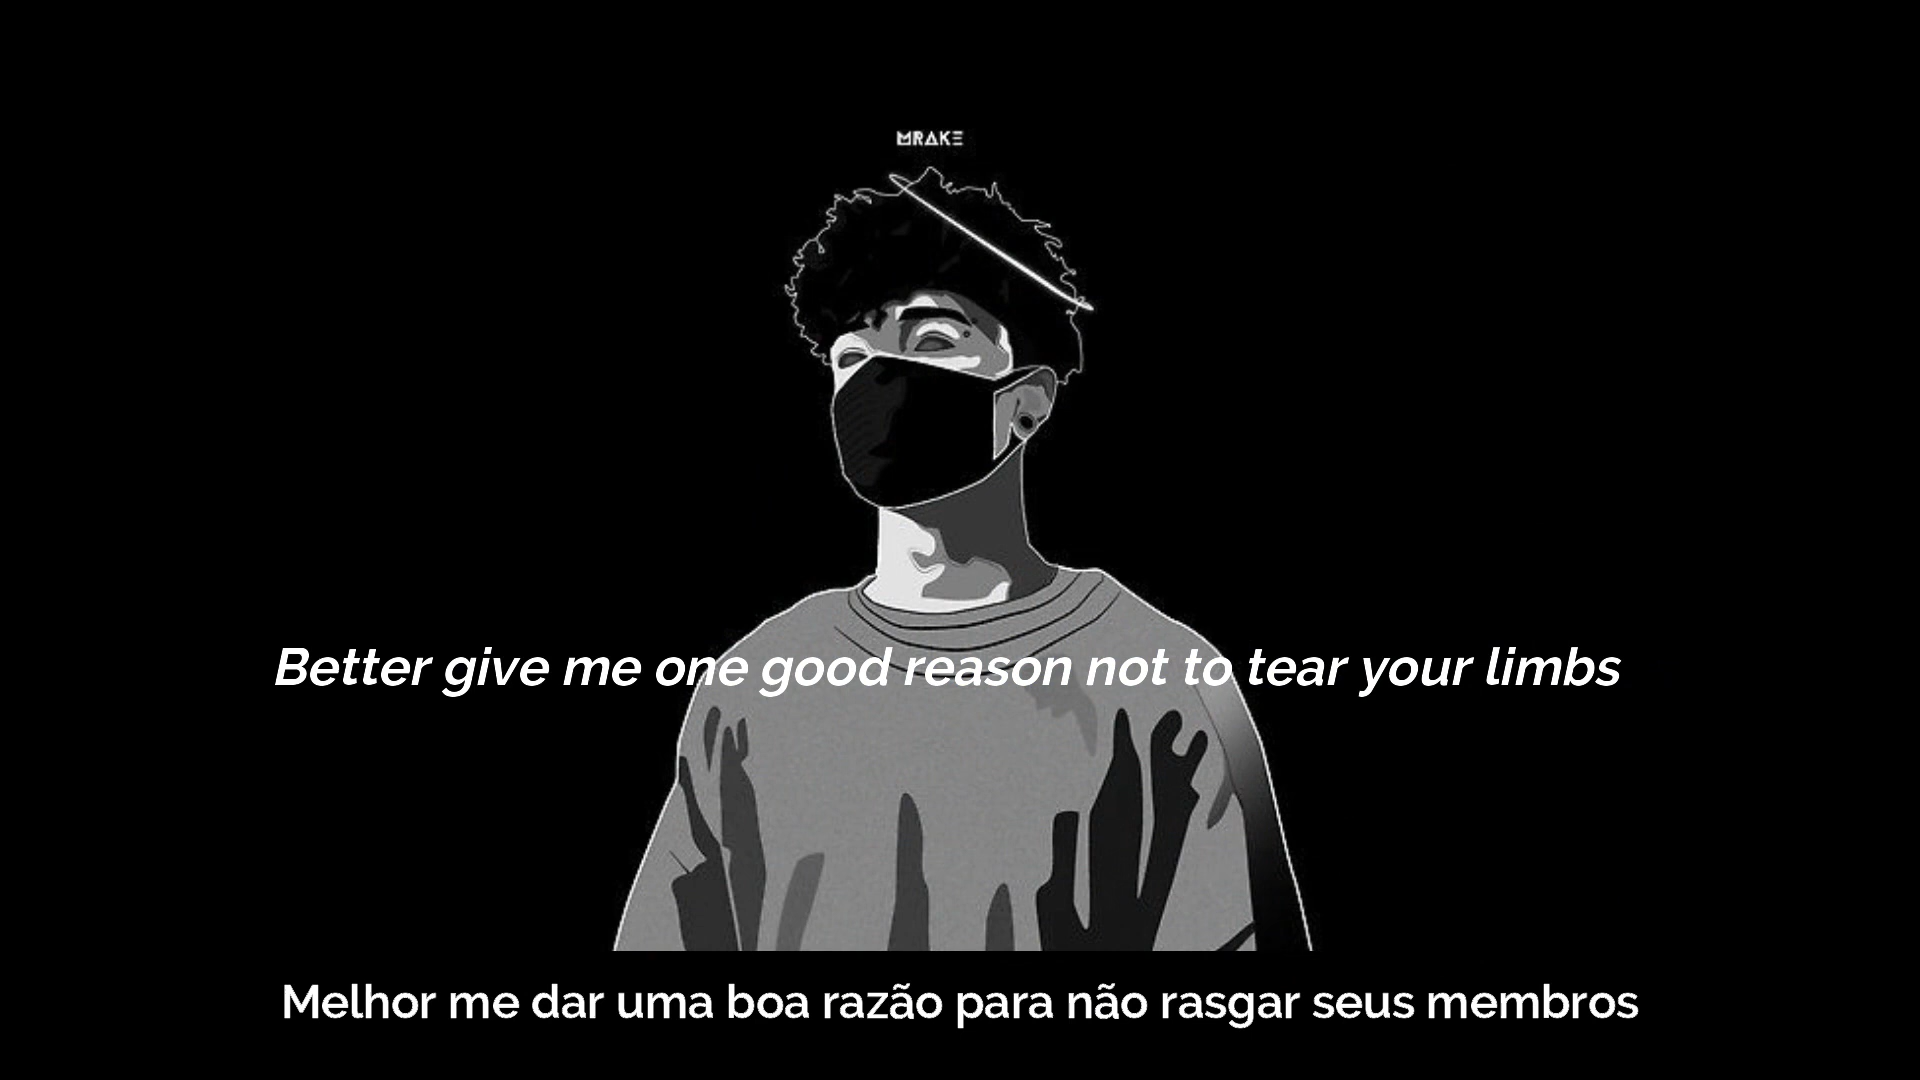 MRAKE
Better give me one good reason not to tear your limbs
Melhor me dar uma boa razão para não rasgar seus membros